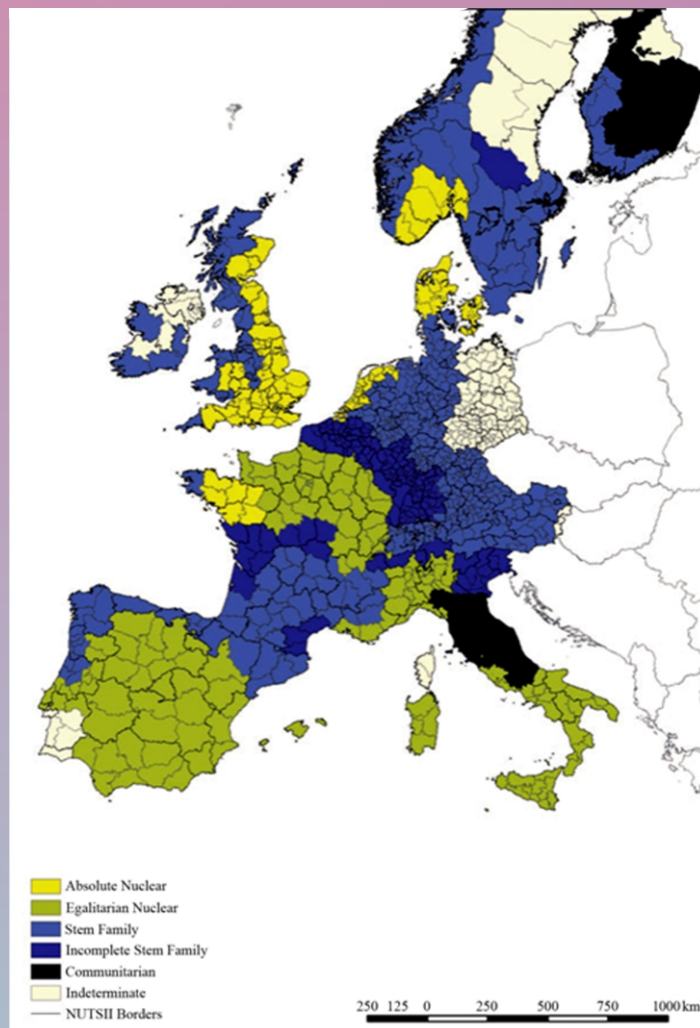 Absolute Nuclear
Egalitarian Nuclear
Stem Family
Incomplete Stem Family
Communitarian
Indeterminate
NUTSII Borders
250 125 0 250 500 750 1000 km